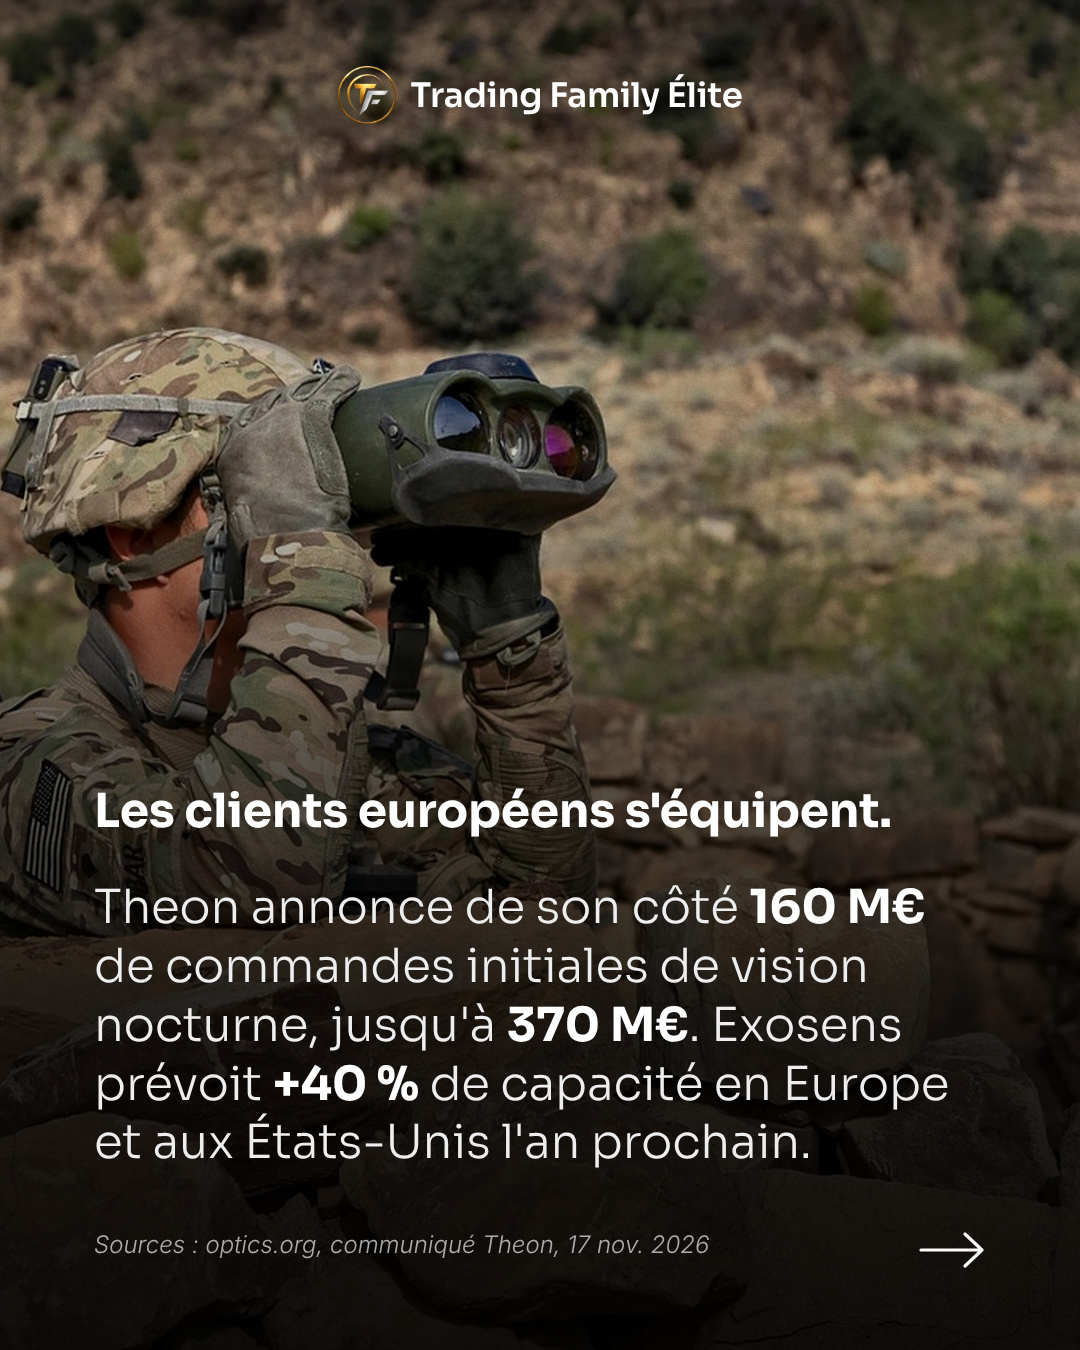 TF Trading Family Élite
Les clients européens s'équipent.
Theon annonce de son côté 160 M€
de commandes initiales de vision
nocturne, jusqu'à 370 M€. Exosens
prévoit +40 % de capacité en Europe
et aux États-Unis l'an prochain.
Sources : optics.org, communiqué Theon, 17 nov. 2026